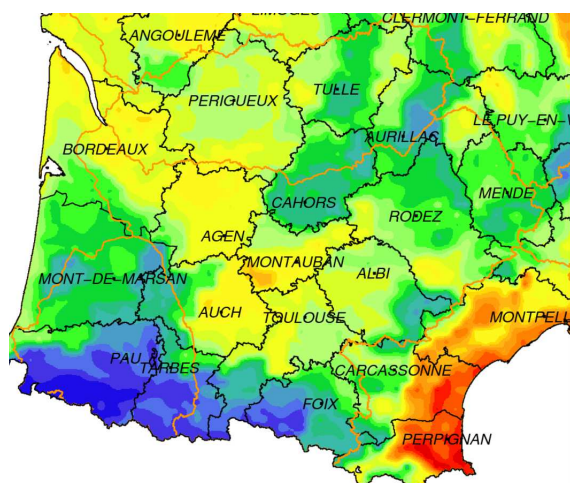 LIMOGES
CLERMONT-FERRAND
ANGOULEME
TULLE
PERIGUEUX
LE PUY-EN-V
AURILLAC
BORDEAUX
MENDE
CAHORS
RODEZ
AGEN
MONTAUBAN
ALBI
MONT-DE-MARSAN
AUCH
TOULOUSE
MONTPELL
PAU
TARBES
CARCASSONNE
FOIX
PERPIGNAN